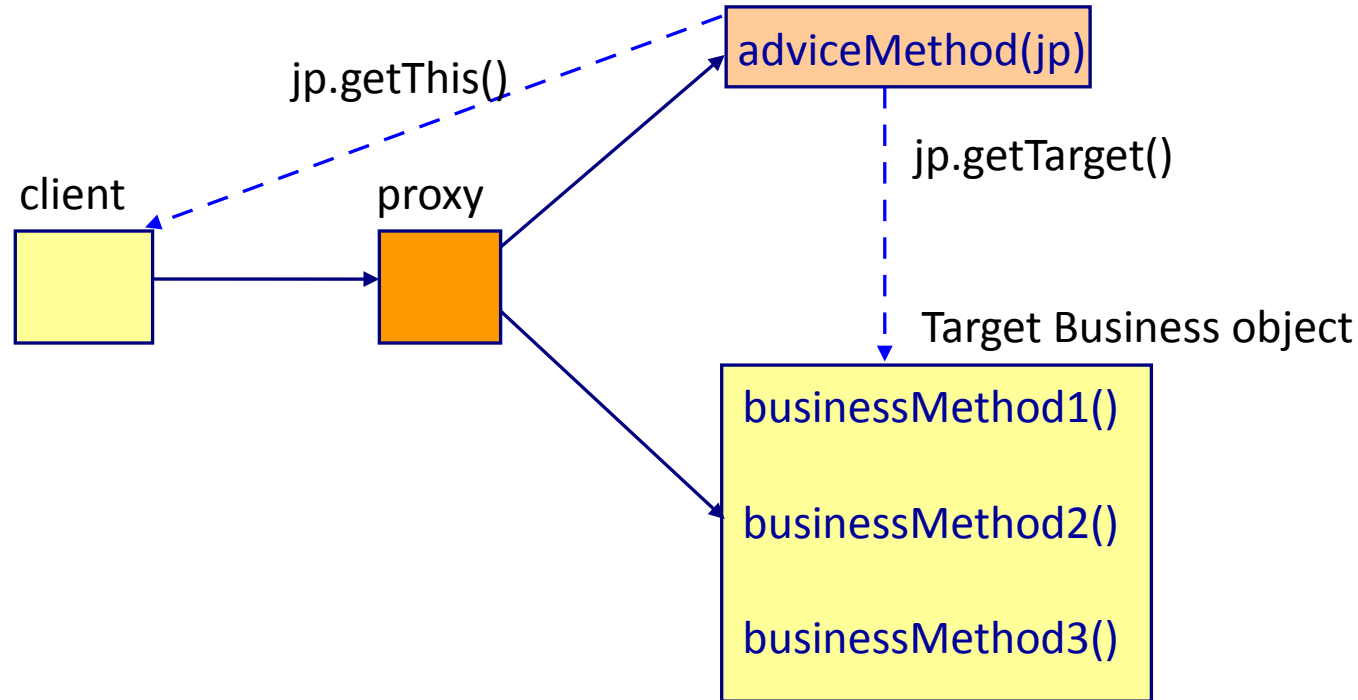 adviceMethod(jp)
jp.getThis()
jp.getTarget()
client
proxy
Target Business object
businessMethod1()
businessMethod2()
businessMethod3()